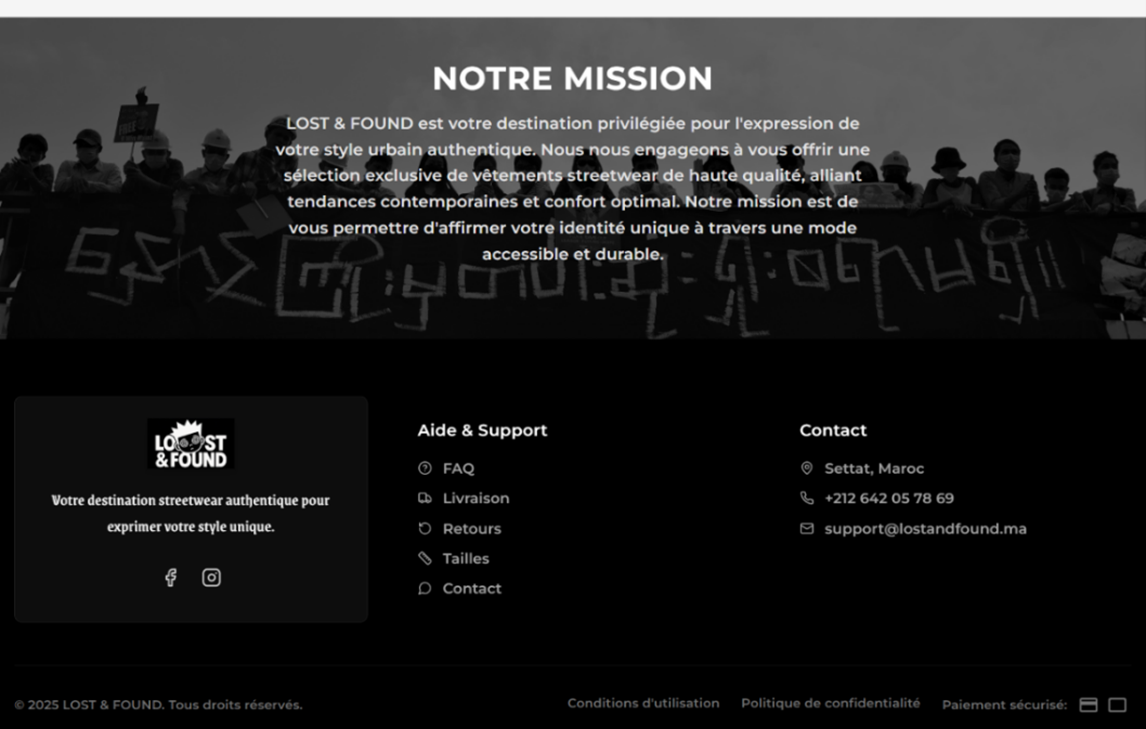 NOTRE MISSION
LOST & FOUND est votre destination privilégiée pour l'expression de
votre style urbain authentique. Nous nous engageons à vous offrir une
sélection exclusive de vêtements streetwear de haute qualité, alliant
tendances contemporaines et confort optimal. Notre mission est de
vous permettre d'affirmer votre identité unique à travers une mode
accessible et durable.
LOOST
& FOUND
Votre destination streetwear authentique pour
exprimer votre style unique.
Aide & Support
FAQ
Livraison
Retours
Tailles
Contact
Contact
Settat, Maroc
+212 642 05 78 69
support@lostandfound.ma
© 2025 LOST & FOUND. Tous droits réservés.
Conditions d'utilisation
Politique de confidentialité
Paiement sécurisé: